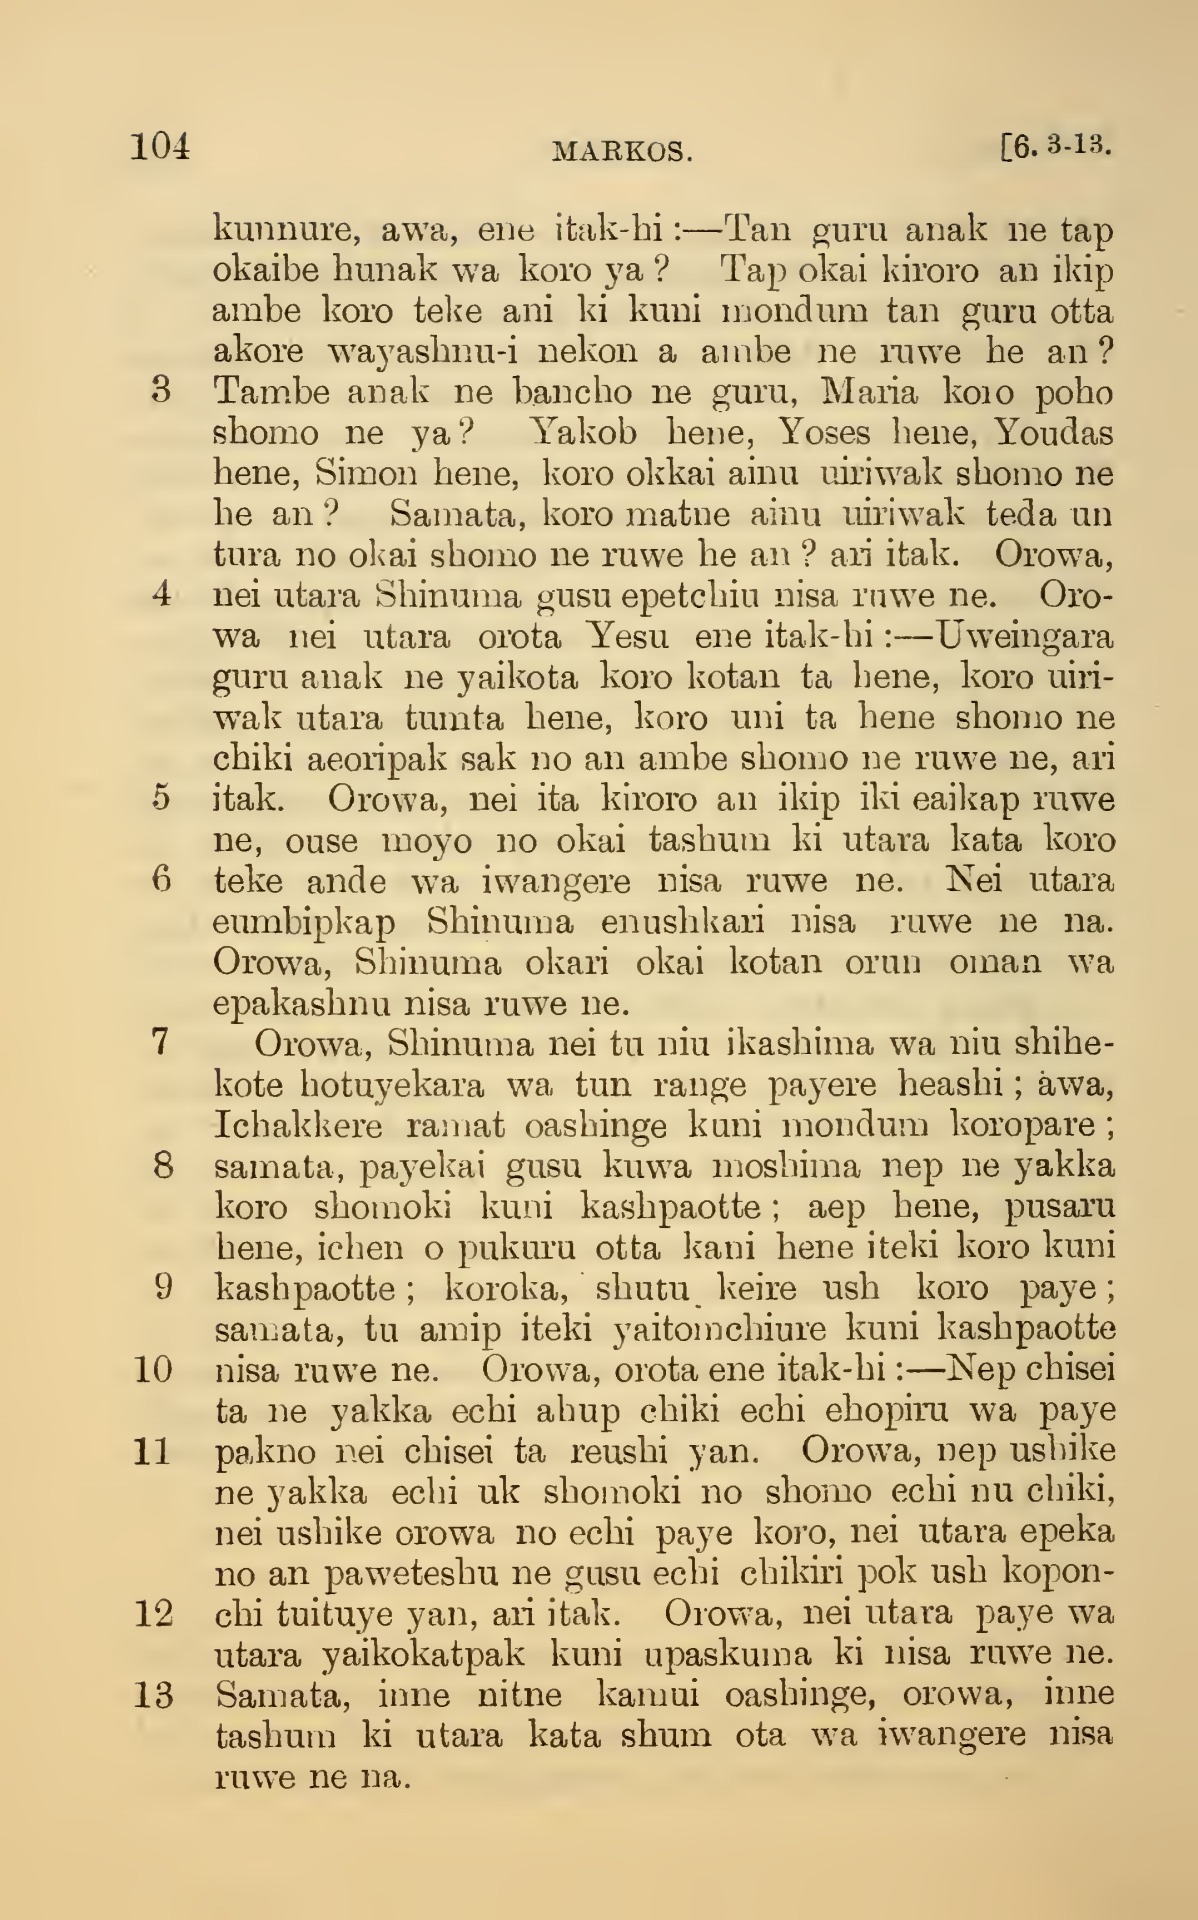 104 MARKOS. [6. 3-13.
kunnure, awa, ene itak-hi :—Tan guru anak ne tap
okaibe hunak wa koro ya ? Tap okai kiroro an ikip
ambe koro teke ani ki kuni mondum tan guru otta
akore wayashnu-i nekon a ambe ne ruwe he an ?
3 Tambe anak ne bancho ne guru, Maria koro poho
shomo ne ya ? Yakob hene, Yoses hene, Youdas
hene, Simon hene, koro okkai ainu uiriwak shomo ne
he an ? Samata, koro matne ainu uiriwak teda un
tura no okai shomo ne ruwe he an ? ari itak. Orowa,
4 nei utara Shinuma gusu epetchiu nisa ruwe ne. Oro-
wa nei utara orota Yesu ene itak-hi :—Uweingara
guru anak ne yaikota koro kotan ta hene, koro uiri-
wak utara tumta hene, koro uni ta hene shomo ne
chiki aeoripak sak no an ambe shomo ne ruwe ne, ari
5 itak. Orowa, nei ita kiroro an ikip iki eaikap ruwe
ne, ouse moyo no okai tashum ki utara kata koro
6 teke ande wa iwangere nisa ruwe ne. Nei utara
eumbipkap Shinuma enushkari nisa ruwe ne na.
Orowa, Shinuma okari okai kotan orun oman wa
epakashnu nisa ruwe ne.
7 Orowa, Shinuma nei tu niu ikashima wa niu shihe-
kote hotuyekara wa tun range payere heashi ; awa,
Ichakkere ramat oashinge kuni mondum koropare ;
8 samata, payekai gusu kuwa moshima nep ne yakka
koro shomoki kuni kashpaotte ; aep hene, pusaru
hene, ichen o pukuru otta kani hene iteki koro kuni
9 kashpaotte ; koroka, shutu keire ush koro paye ;
samata, tu amip iteki yaitomchiure kuni kashpaotte
10 nisa ruwe ne. Orowa, orota ene itak-hi :—Nep chisei
ta ne yakka echi ahup chiki echi ehopiru wa paye
11 pakno nei chisei ta reushi yan. Orowa, nep ushike
ne yakka echi uk shomoki no shomo echi nu chiki,
nei ushike orowa no echi paye koro, nei utara epeka
no an paweteshu ne gusu echi chikiri pok ush kopon-
12 chi tuituye yan, ari itak. Orowa, nei utara paye wa
utara yaikokatpak kuni upaskuma ki nisa ruwe ne.
13 Samata, inne nitne kamui oashinge, orowa, inne
tashum ki utara kata shum ota wa iwangere nisa
ruwe ne na.